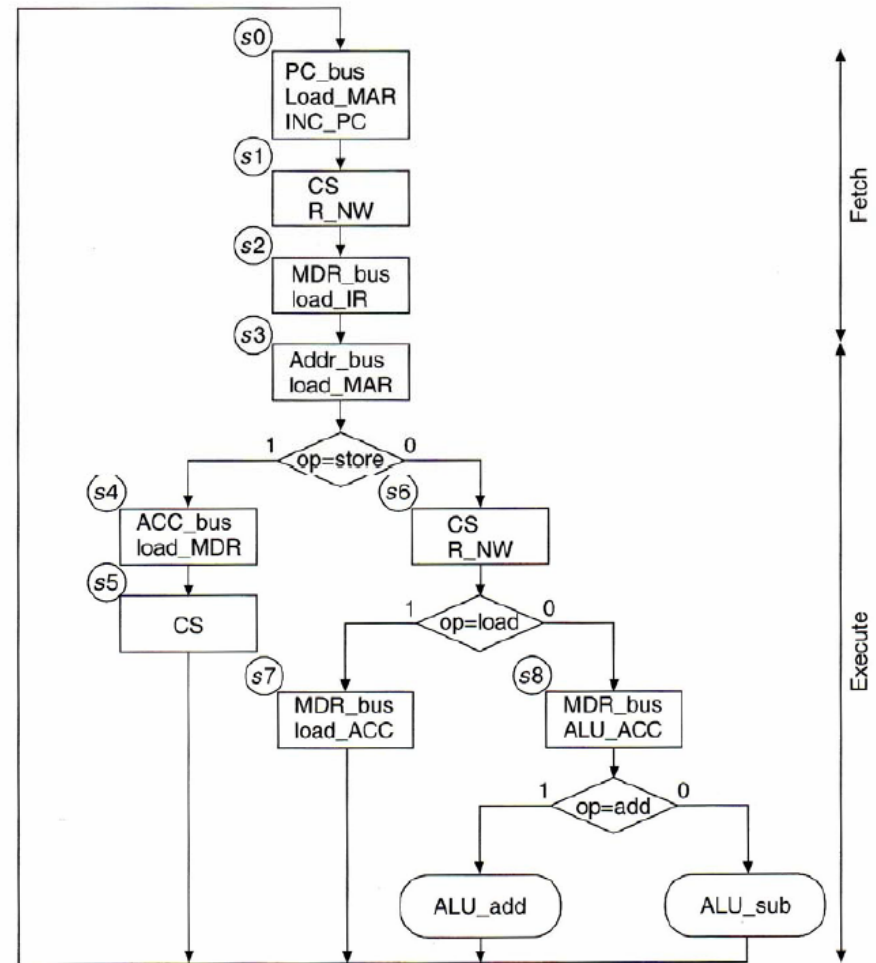 s0
PC_bus
Load_MAR
INC_PC
s1
CS
R_NW
s2
MDR_bus
load_IR
s3
Addr_bus
load_MAR
Fetch
1
op=store
0
s4
ACC_bus
load_MDR
s5
CS
s6
CS
R_NW
1
op=load
0
s7
MDR_bus
load_ACC
s8
MDR_bus
ALU_ACC
1
op=add
0
ALU_add
ALU_sub
Execute